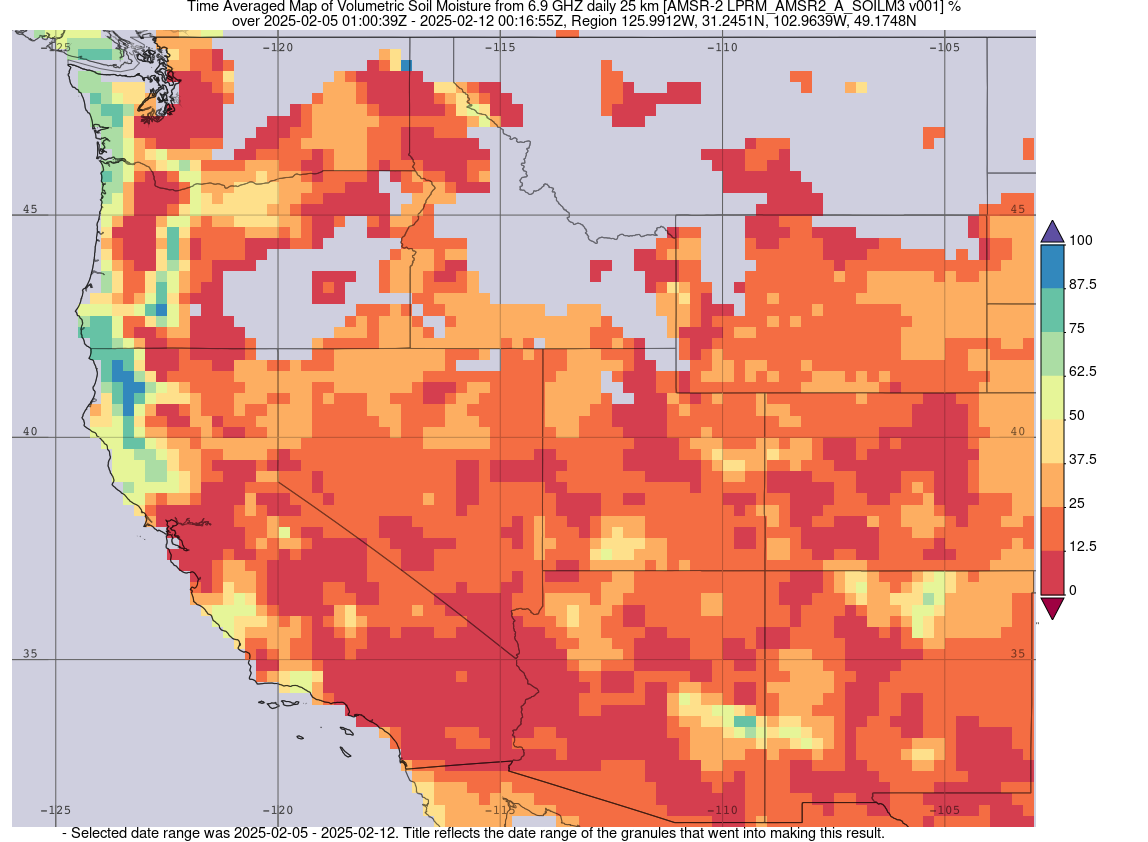 Time Averaged Map of Volumetric Soil Moisture from 6.9 GHZ daily 25 km [AMSR-2 LPRM_AMSR2_A_SOILM3 v001] %
over 2025-02-05 01:00:39Z - 2025-02-12 00:16:55Z, Region 125.9912W, 31.2451N, 102.9639W, 49.1748N
-125 -120 -115 -110 -105
45 45
40 40
35 35
-125 -120 -115 -110 -105
100
87.5
75
62.5
50
37.5
25
12.5
0
- Selected date range was 2025-02-05 - 2025-02-12. Title reflects the date range of the granules that went into making this result.